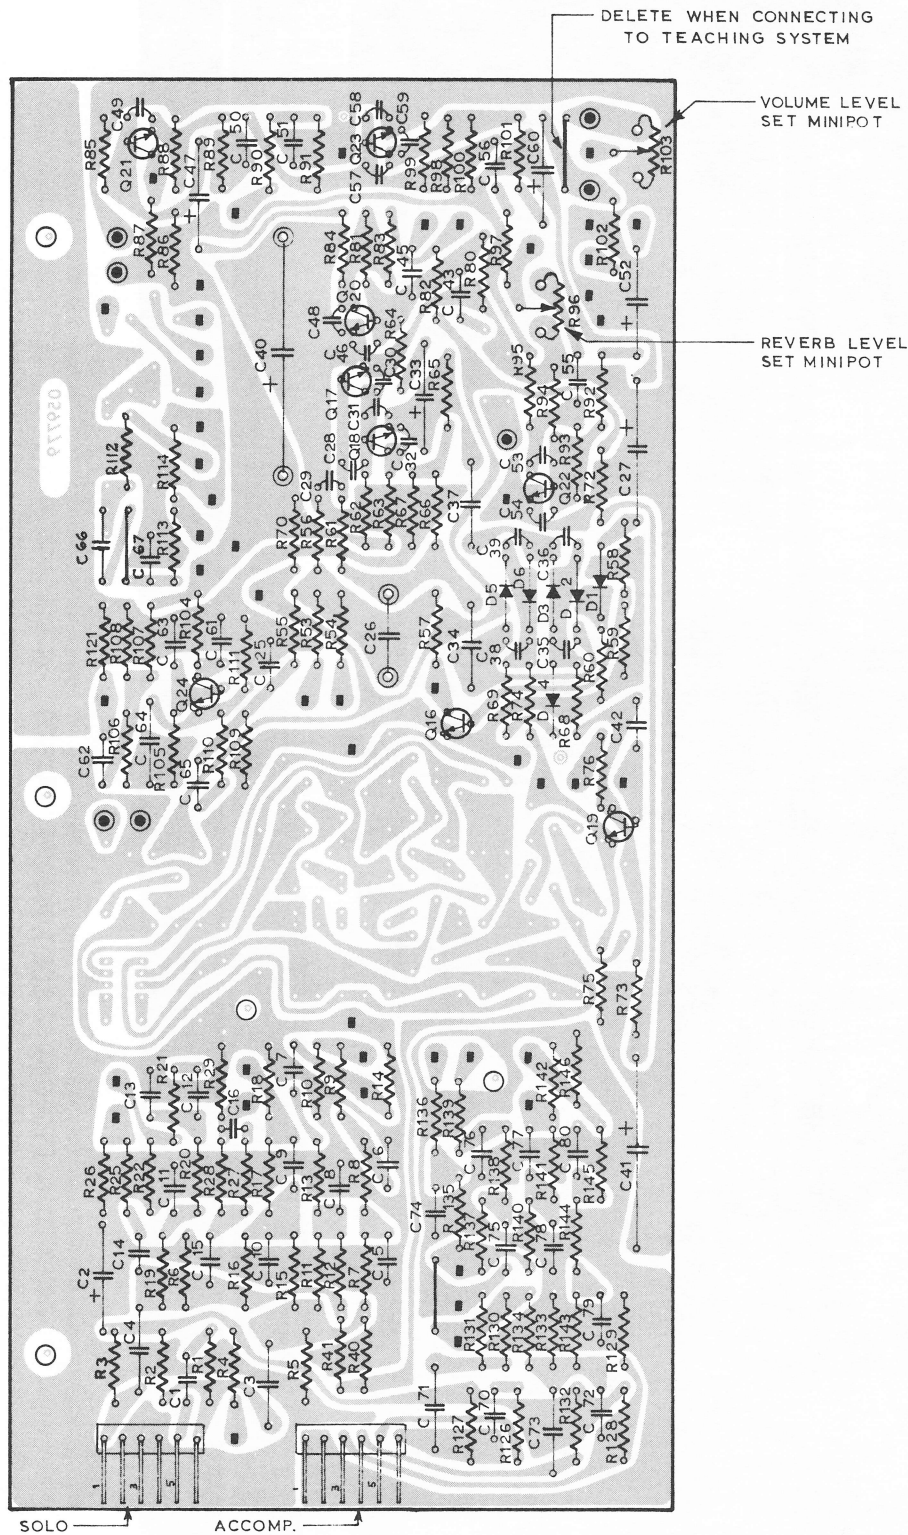 DELETE WHEN CONNECTING
TO TEACHING SYSTEM
VOLUME LEVEL
SET MINIPOT
REVERB LEVEL
SET MINIPOT
C49
C58
C59
R85
Q21
R88
R89
C50
R90
C51
R91
Q23
R99
R98
R100
C56
R101
C60
R103
C47
C57
+
+
R87
R86
R84
R81
R83
C45
R82
C43
R80
R97
R102
C52
+
C48
Q20
R64
R96
C40
+
C46
C30
Q17
C31
C33
+
R65
R95
R94
C55
R92
059779
R112
R114
C28
Q18
C32
C53
Q22
R93
R72
C27
+
C29
R70
R56
R61
R62
R63
R67
R66
C37
C54
C66
C67
R113
C39
D5
D6
C36
D3
D2
D1
R58
R121
R108
R107
C63
R104
C61
R111
C25
R55
R53
R54
C26
R57
C34
C38
C35
R60
R59
Q24
R69
R74
D4
R68
C62
R106
C64
R105
C65
R110
R109
Q16
R76
C42
Q19
R75
R73
C13
R21
C12
R29
C16
R18
C7
R10
R9
R14
R136
R139
R142
R146
R26
R25
R22
C11
R20
R28
R27
R17
C9
R13
C8
R8
C6
C76
R138
C77
R141
C80
R145
C41
+
C74
R135
R137
C75
R140
C78
R144
C2
+
C14
R19
R6
C15
R16
C10
R15
R11
R12
R7
C5
R3
C4
R2
C1
R1
R4
C3
R5
R41
R40
R131
R130
R134
R133
R143
C79
R129
C71
R127
C70
R126
C73
R132
C72
R128
1
3
5
1
3
5
SOLO
ACCOMP.